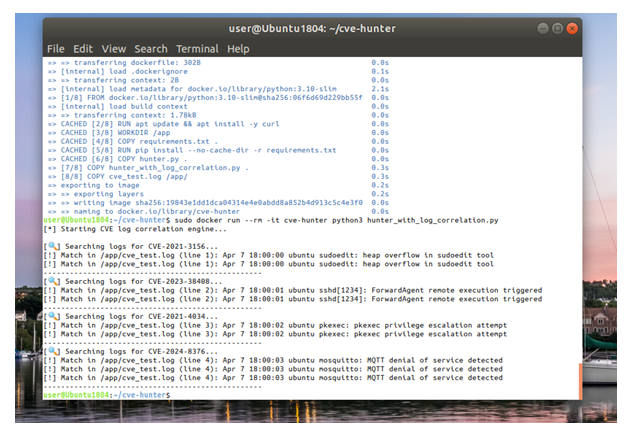 user@Ubuntu1804: ~/cve-hunter
File Edit View Search Terminal Help
=> => transferring dockerfile: 302B 0.0s
=> [internal] load .dockerignore 0.1s
=> => transferring context: 2B 0.0s
=> [internal] load metadata for docker.io/library/python:3.10-slim 2.1s
=> [1/8] FROM docker.io/library/python:3.10-slim@sha256:06f6d69d229bb55f 0.0s
=> [internal] load build context 0.0s
=> => transferring context: 1.78kB 0.0s
=> CACHED [2/8] RUN apt update && apt install -y curl 0.0s
=> CACHED [3/8] WORKDIR /app 0.0s
=> CACHED [4/8] COPY requirements.txt . 0.0s
=> CACHED [5/8] RUN pip install --no-cache-dir -r requirements.txt 0.0s
=> CACHED [6/8] COPY hunter.py . 0.0s
=> [7/8] COPY hunter_with_log_correlation.py . 0.3s
=> [8/8] COPY cve_test.log /app/ 0.3s
=> exporting to image 0.2s
=> => exporting layers 0.2s
=> => writing image sha256:19843e1dd1dca04314e4e0abdd8a852b4d913c5c4e3f0 0.0s
=> => naming to docker.io/library/cve-hunter 0.0s
user@Ubuntu1804:~/cve-hunter$ sudo docker run --rm -it cve-hunter python3 hunter_with_log_correlation.py
[*] Starting CVE log correlation engine...
[🔍] Searching logs for CVE-2021-3156...
[!] Match in /app/cve_test.log (line 1): Apr 7 18:00:00 ubuntu sudoedit: heap overflow in sudoedit tool
[!] Match in /app/cve_test.log (line 1): Apr 7 18:00:00 ubuntu sudoedit: heap overflow in sudoedit tool
--------------------------------------------------
[🔍] Searching logs for CVE-2023-38408...
[!] Match in /app/cve_test.log (line 2): Apr 7 18:00:01 ubuntu sshd[1234]: ForwardAgent remote execution triggered
[!] Match in /app/cve_test.log (line 2): Apr 7 18:00:01 ubuntu sshd[1234]: ForwardAgent remote execution triggered
--------------------------------------------------
[🔍] Searching logs for CVE-2021-4034...
[!] Match in /app/cve_test.log (line 3): Apr 7 18:00:02 ubuntu pkexec: pkexec privilege escalation attempt
[!] Match in /app/cve_test.log (line 3): Apr 7 18:00:02 ubuntu pkexec: pkexec privilege escalation attempt
--------------------------------------------------
[🔍] Searching logs for CVE-2024-8376...
[!] Match in /app/cve_test.log (line 4): Apr 7 18:00:03 ubuntu mosquitto: MQTT denial of service detected
[!] Match in /app/cve_test.log (line 4): Apr 7 18:00:03 ubuntu mosquitto: MQTT denial of service detected
[!] Match in /app/cve_test.log (line 4): Apr 7 18:00:03 ubuntu mosquitto: MQTT denial of service detected
--------------------------------------------------
user@Ubuntu1804:~/cve-hunter$